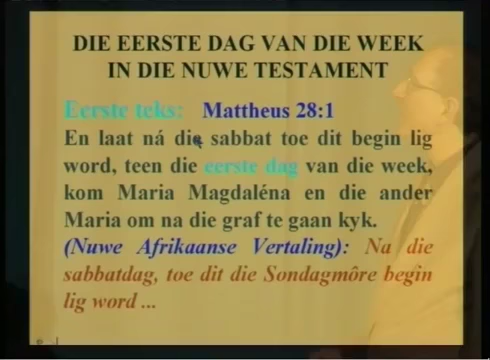 DIE EERSTE DAG VAN DIE WEEK
IN DIE NUWE TESTAMENT
Eerste teks: Mattheus 28:1
En laat ná die sabbat toe dit begin lig
word, teen die eerste dag van die week,
kom Maria Magdaléna en die ander
Maria om na die graf te gaan kyk.
(Nuwe Afrikaanse Vertaling): Na die
sabbatdag, toe dit die Sondagmôre begin
lig word ...